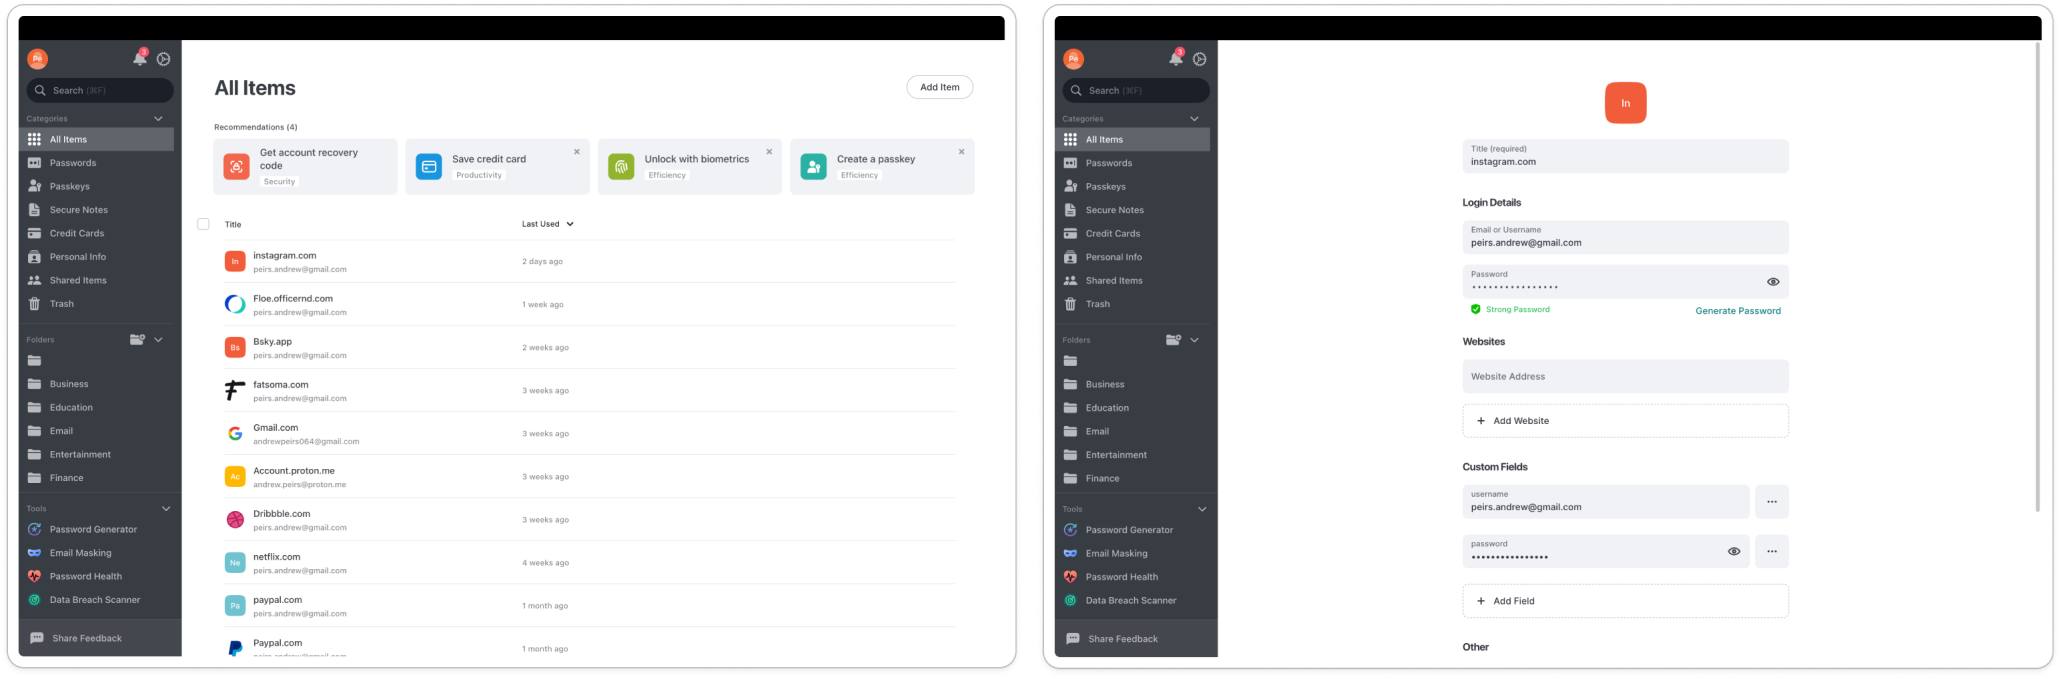 Pe
3
Search (⌘F)
Categories
All Items
Passwords
Passkeys
Secure Notes
Credit Cards
Personal Info
Shared Items
Trash
Folders
Business
Education
Email
Entertainment
Finance
Tools
Password Generator
Email Masking
Password Health
Data Breach Scanner
Share Feedback
All Items
Add Item
Recommendations (4)
Get account recovery
code
Security
Save credit card
Productivity
Unlock with biometrics
Efficiency
Create a passkey
Efficiency
Title
Last Used
In
instagram.com
peirs.andrew@gmail.com
2 days ago
Floe.officernd.com
peirs.andrew@gmail.com
1 week ago
Bs
Bsky.app
peirs.andrew@gmail.com
2 weeks ago
fatsoma.com
peirs.andrew@gmail.com
3 weeks ago
Gmail.com
andrewpeirs064@gmail.com
3 weeks ago
Ac
Account.proton.me
andrew.peirs@proton.me
3 weeks ago
Dribbble.com
peirs.andrew@gmail.com
3 weeks ago
Ne
netflix.com
peirs.andrew@gmail.com
4 weeks ago
Pa
paypal.com
peirs.andrew@gmail.com
1 month ago
Paypal.com
1 month ago
Pe
3
Search (⌘F)
Categories
All Items
Passwords
Passkeys
Secure Notes
Credit Cards
Personal Info
Shared Items
Trash
Folders
Business
Education
Email
Entertainment
Finance
Tools
Password Generator
Email Masking
Password Health
Data Breach Scanner
Share Feedback
In
Title (required)
instagram.com
Login Details
Email or Username
peirs.andrew@gmail.com
Password
Strong Password
Generate Password
Websites
Website Address
+ Add Website
Custom Fields
username
peirs.andrew@gmail.com
password
+ Add Field
Other